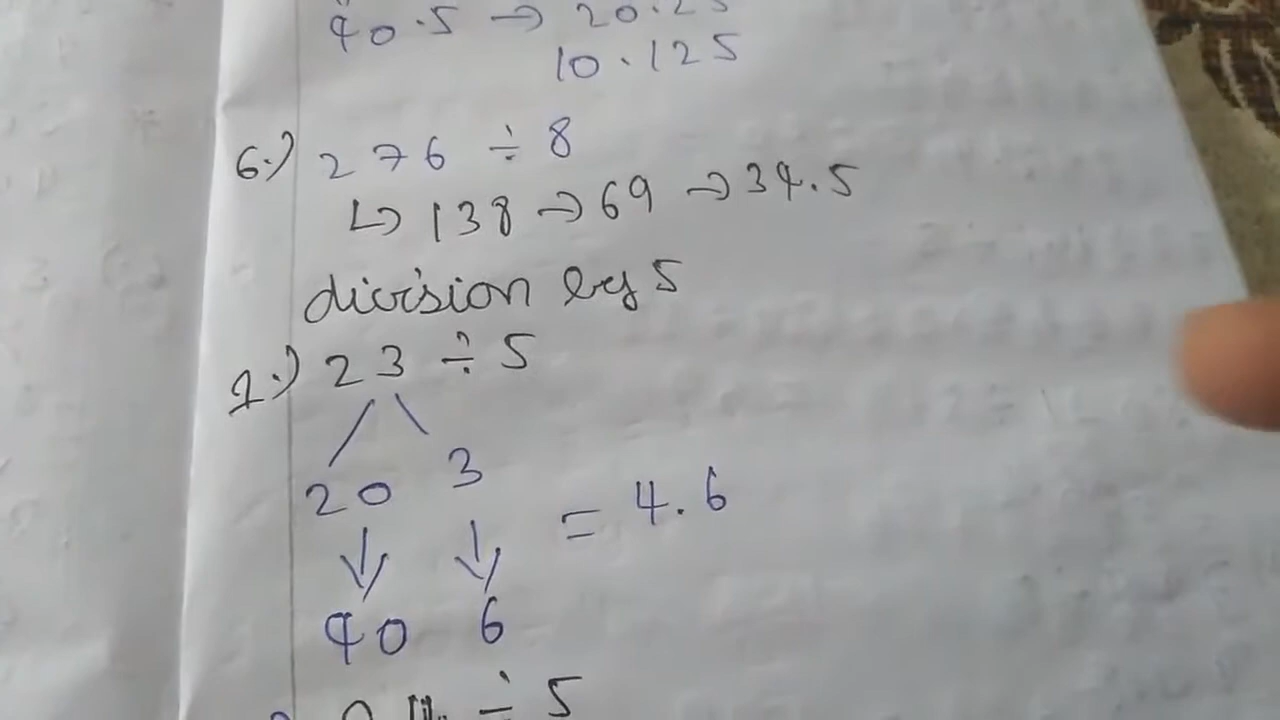 40.5 → 20.25
10.125
6.) 276 ÷ 8
↳ 138 → 69 → 34.5
division by 5
1.) 23 ÷ 5
20 3
= 4.6
40 6
÷ 5